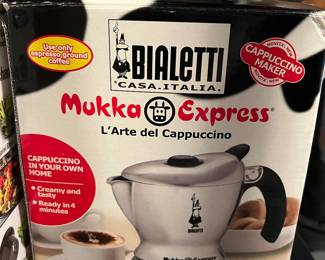 Use only
espresso ground
coffee
BIALETTI
CASA.ITALIA.
CAPPUCCINO
MAKER
Mukka Express®
L'Arte del Cappuccino
CAPPUCCINO
IN YOUR OWN
HOME
• Creamy and
tasty
• Ready in 4
minutes
BIALETTI
Mukka Express